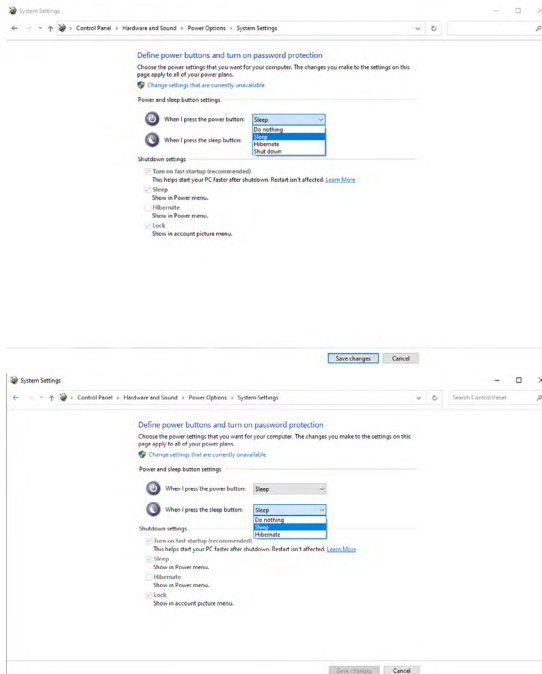 System Settings
Control Panel > Hardware and Sound > Power Options > System Settings
Define power buttons and turn on password protection
Choose the power settings that you want for your computer. The changes you make to the settings on this
page apply to all of your power plans.
Change settings that are currently unavailable
Power and sleep button settings
When I press the power button: Sleep
Do nothing
Sleep
Hibernate
Shut down
When I press the sleep button:
Shutdown settings
Turn on fast startup (recommended)
This helps start your PC faster after shutdown. Restart isn't affected. Learn More
Sleep
Show in Power menu.
Hibernate
Show in Power menu.
Lock
Show in account picture menu.
Save changes Cancel
System Settings
Control Panel > Hardware and Sound > Power Options > System Settings Search Control Panel
Define power buttons and turn on password protection
Choose the power settings that you want for your computer. The changes you make to the settings on this
page apply to all of your power plans.
Change settings that are currently unavailable
Power and sleep button settings
When I press the power button: Sleep
When I press the sleep button: Sleep
Do nothing
Sleep
Hibernate
Shutdown settings
Turn on fast startup (recommended)
This helps start your PC faster after shutdown. Restart isn't affected. Learn More
Sleep
Show in Power menu.
Hibernate
Show in Power menu.
Lock
Show in account picture menu.
Save changes Cancel